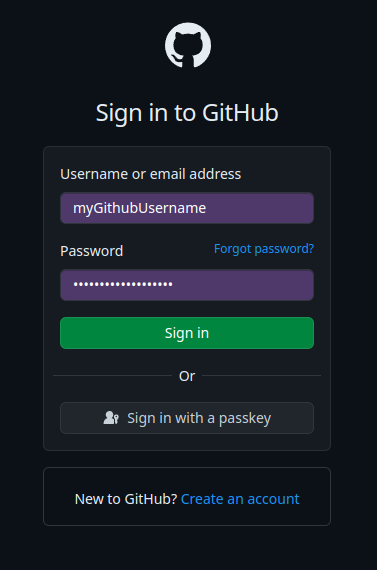 Sign in to GitHub
Username or email address
myGithubUsername
Password Forgot password?
•••••••••••••••••••
Sign in
Or
Sign in with a passkey
New to GitHub? Create an account